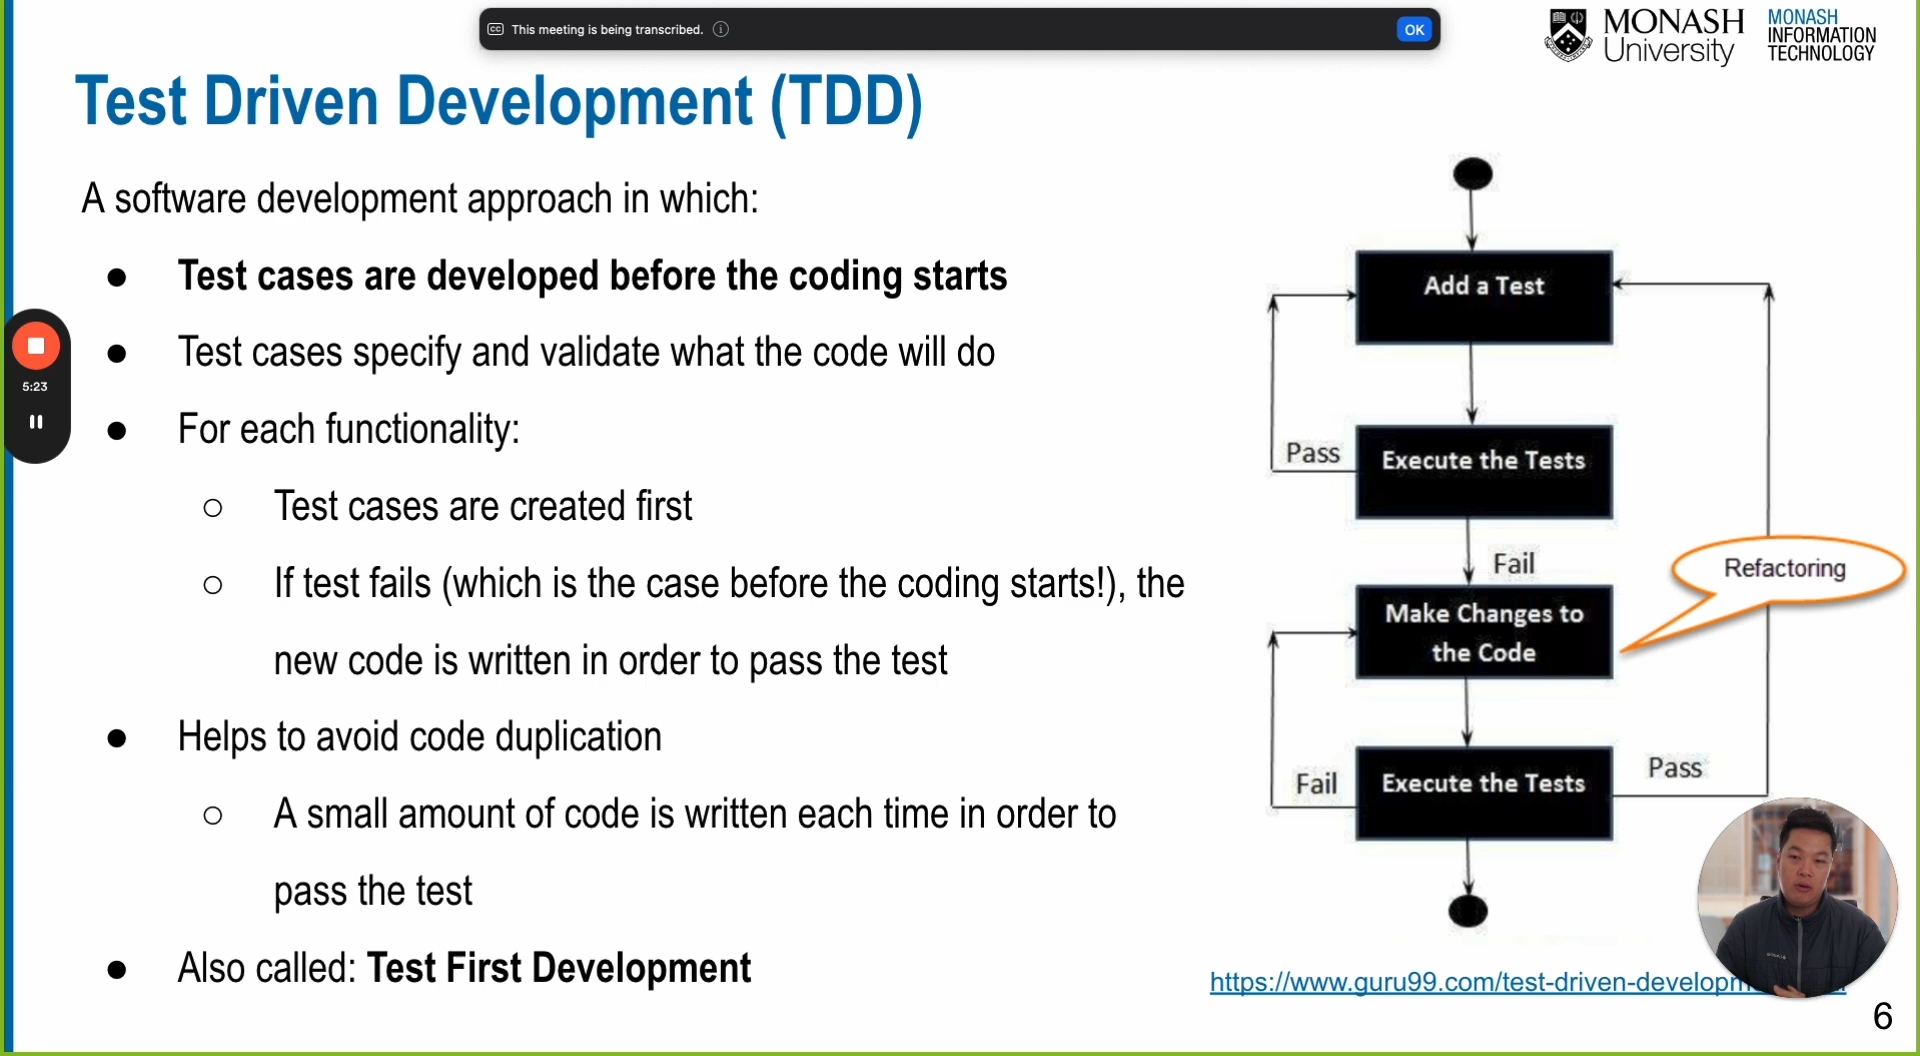 This meeting is being transcribed.
OK
MONASH
University
MONASH
INFORMATION
TECHNOLOGY
Test Driven Development (TDD)
A software development approach in which:
● Test cases are developed before the coding starts
● Test cases specify and validate what the code will do
● For each functionality:
○ Test cases are created first
○ If test fails (which is the case before the coding starts!), the
new code is written in order to pass the test
● Helps to avoid code duplication
○ A small amount of code is written each time in order to
pass the test
● Also called: Test First Development
5:23
Add a Test
Pass
Execute the Tests
Fail
Refactoring
Make Changes to
the Code
Fail
Execute the Tests
Pass
https://www.guru99.com/test-driven-developm
6